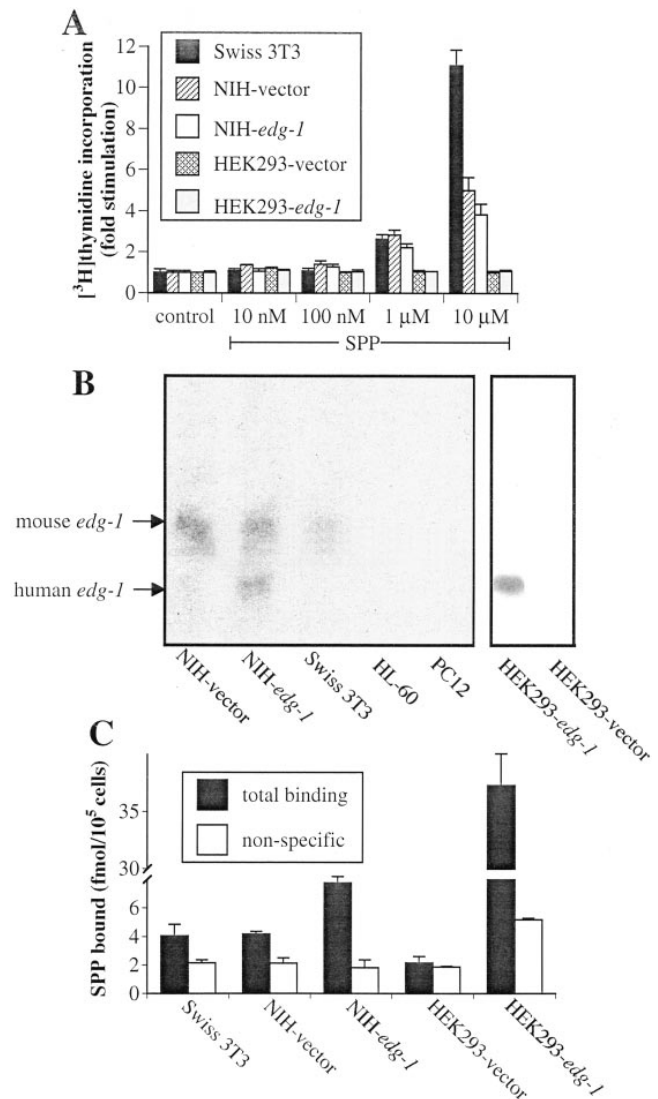 A
[³H]thymidine incorporation
(fold stimulation)
12
10
8
6
4
2
0
Swiss 3T3
NIH-vector
NIH-edg-1
HEK293-vector
HEK293-edg-1
control
10 nM
100 nM
1 µM
10 µM
SPP
B
mouse edg-1
human edg-1
NIH-vector
NIH-edg-1
Swiss 3T3
HL-60
PC12
HEK293-edg-1
HEK293-vector
C
SPP bound (fmol/10⁵ cells)
35
30
8
6
4
2
0
total binding
non-specific
Swiss 3T3
NIH-vector
NIH-edg-1
HEK293-vector
HEK293-edg-1